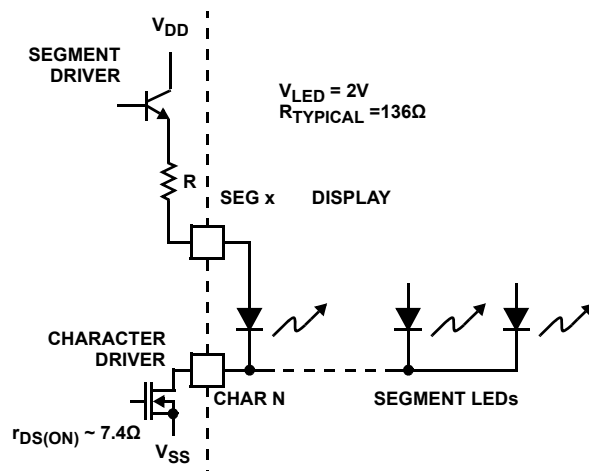 VDD
SEGMENT
DRIVER
VLED = 2V
RTYPICAL =136Ω
R
SEG x
DISPLAY
CHARACTER
DRIVER
CHAR N
SEGMENT LEDs
rDS(ON) ~ 7.4Ω
VSS